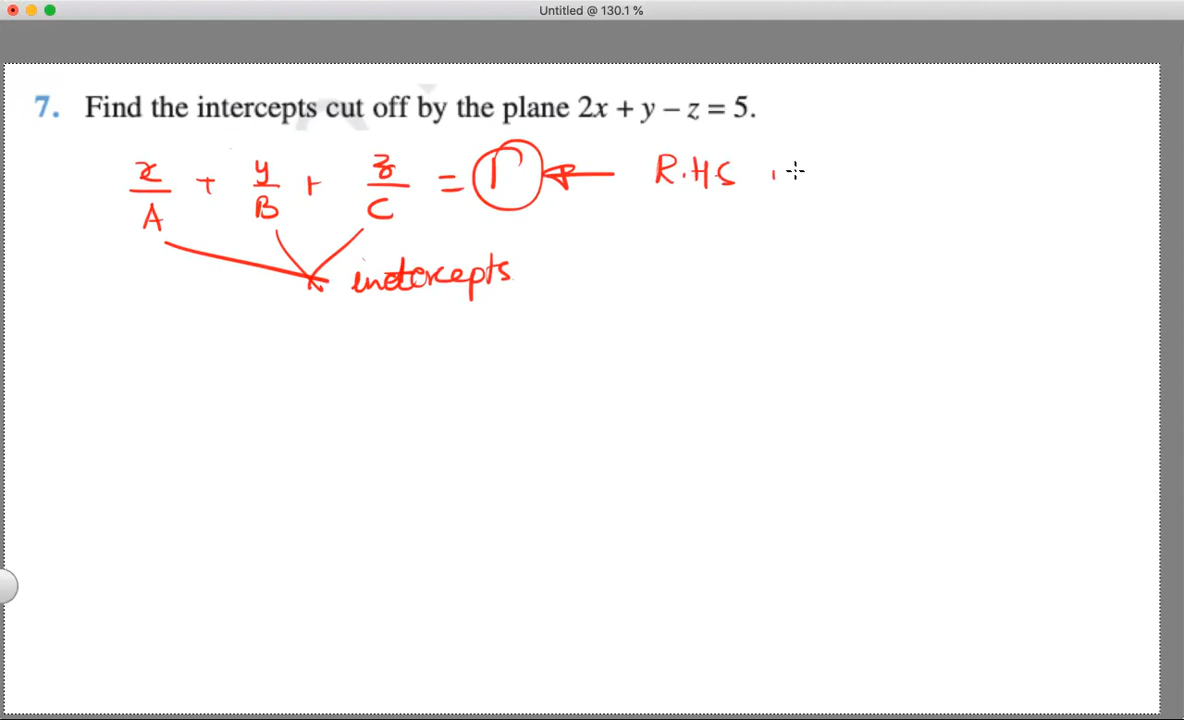 Untitled @ 130.1 %
7. Find the intercepts cut off by the plane 2x + y – z = 5.
x/A + y/B + z/C = 1 R.H.S
intercepts